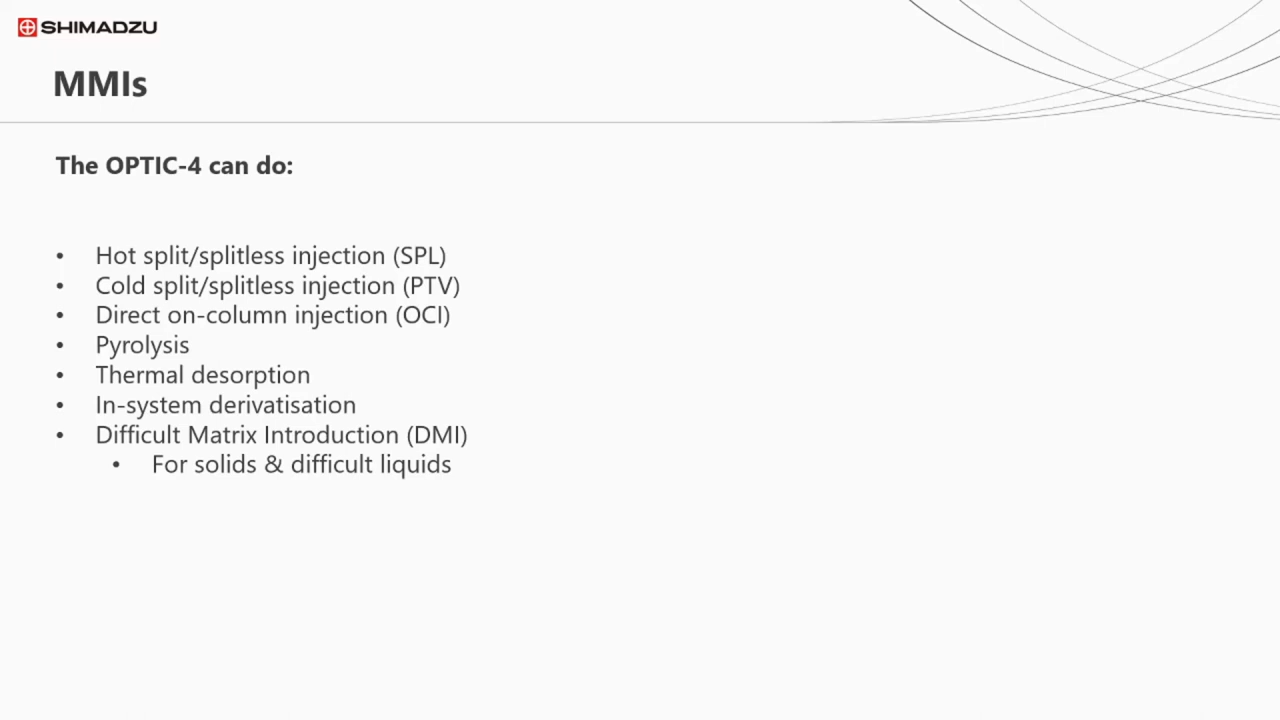 SHIMADZU
MMIs
The OPTIC-4 can do:
• Hot split/splitless injection (SPL)
• Cold split/splitless injection (PTV)
• Direct on-column injection (OCI)
• Pyrolysis
• Thermal desorption
• In-system derivatisation
• Difficult Matrix Introduction (DMI)
• For solids & difficult liquids